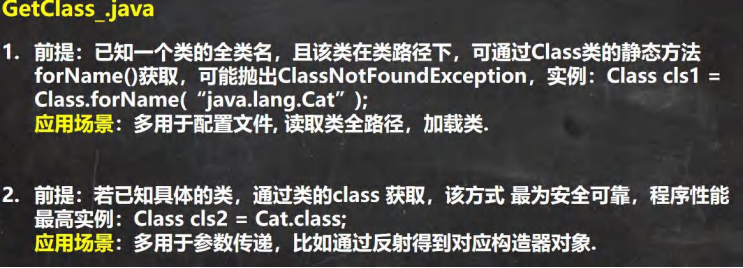 GetClass_.java
1. 前提：已知一个类的全类名，且该类在类路径下，可通过Class类的静态方法
forName()获取，可能抛出ClassNotFoundException，实例：Class cls1 =
Class.forName(“java.lang.Cat”);
应用场景：多用于配置文件, 读取类全路径，加载类.
2. 前提：若已知具体的类，通过类的class 获取，该方式 最为安全可靠，程序性能
最高实例：Class cls2 = Cat.class;
应用场景：多用于参数传递，比如通过反射得到对应构造器对象.